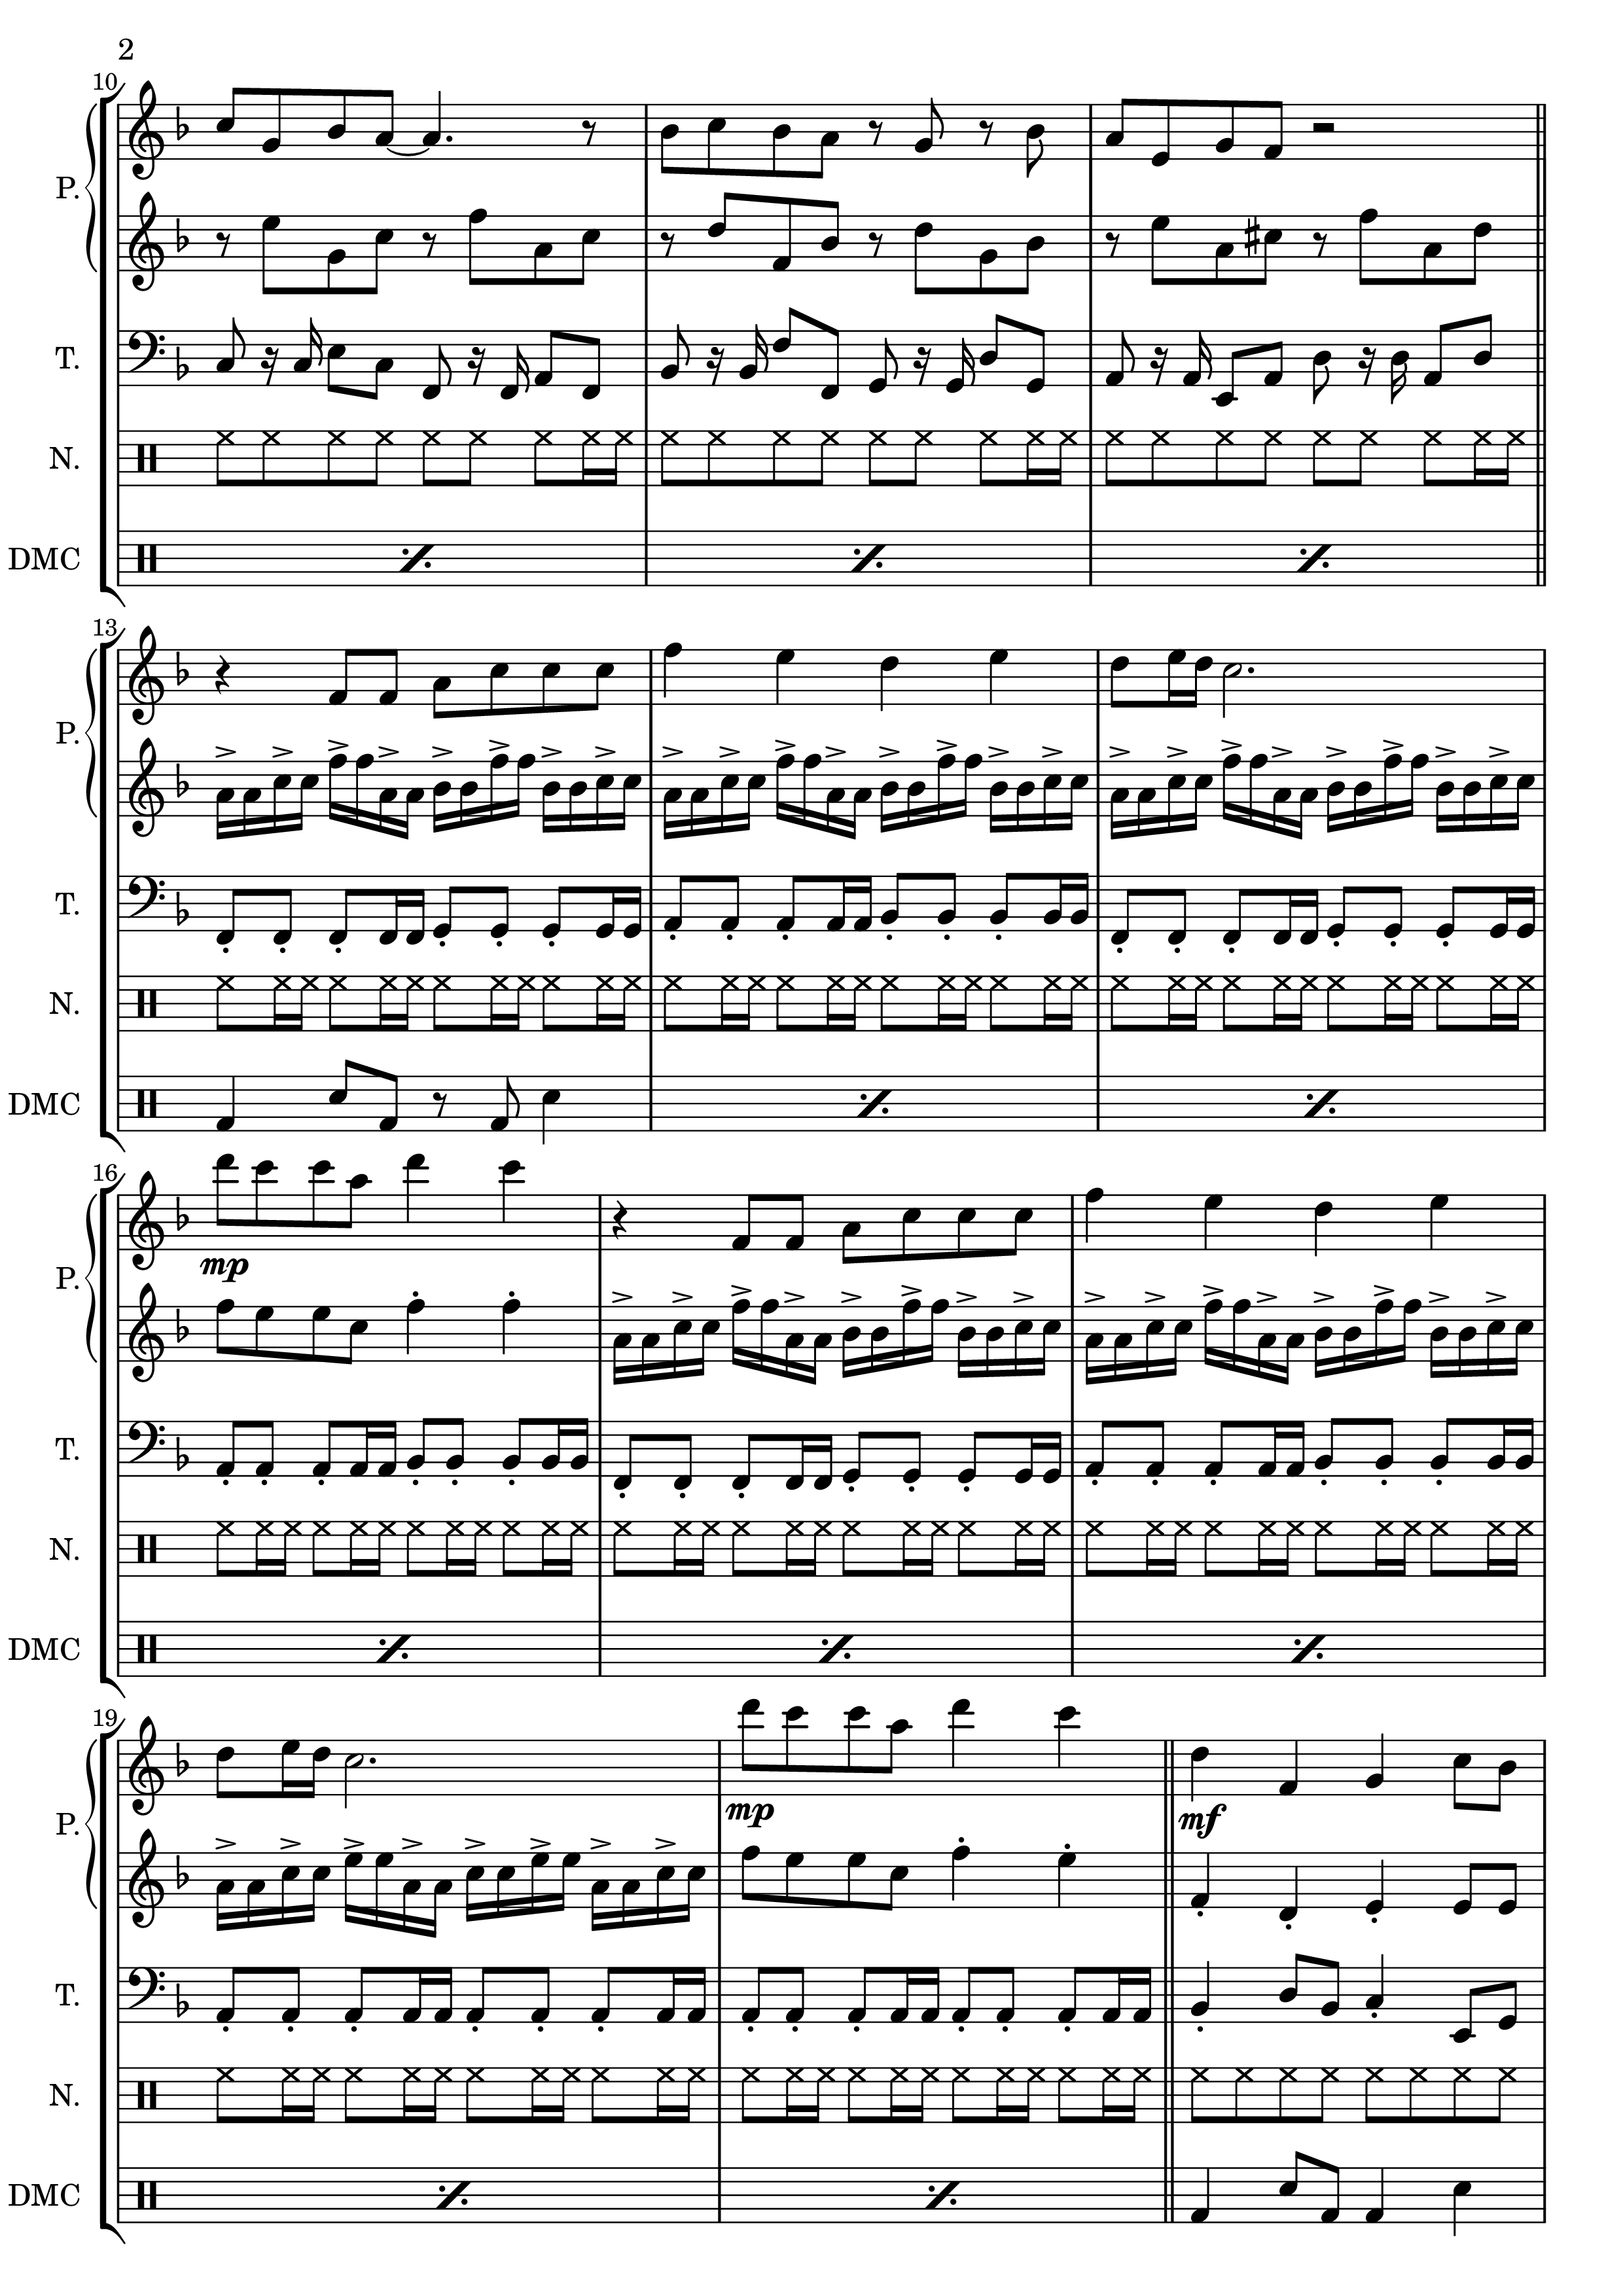 2
10
P.
T.
N.
DMC
13
P.
T.
N.
DMC
16
mp
P.
T.
N.
DMC
19
mp
mf
P.
T.
N.
DMC